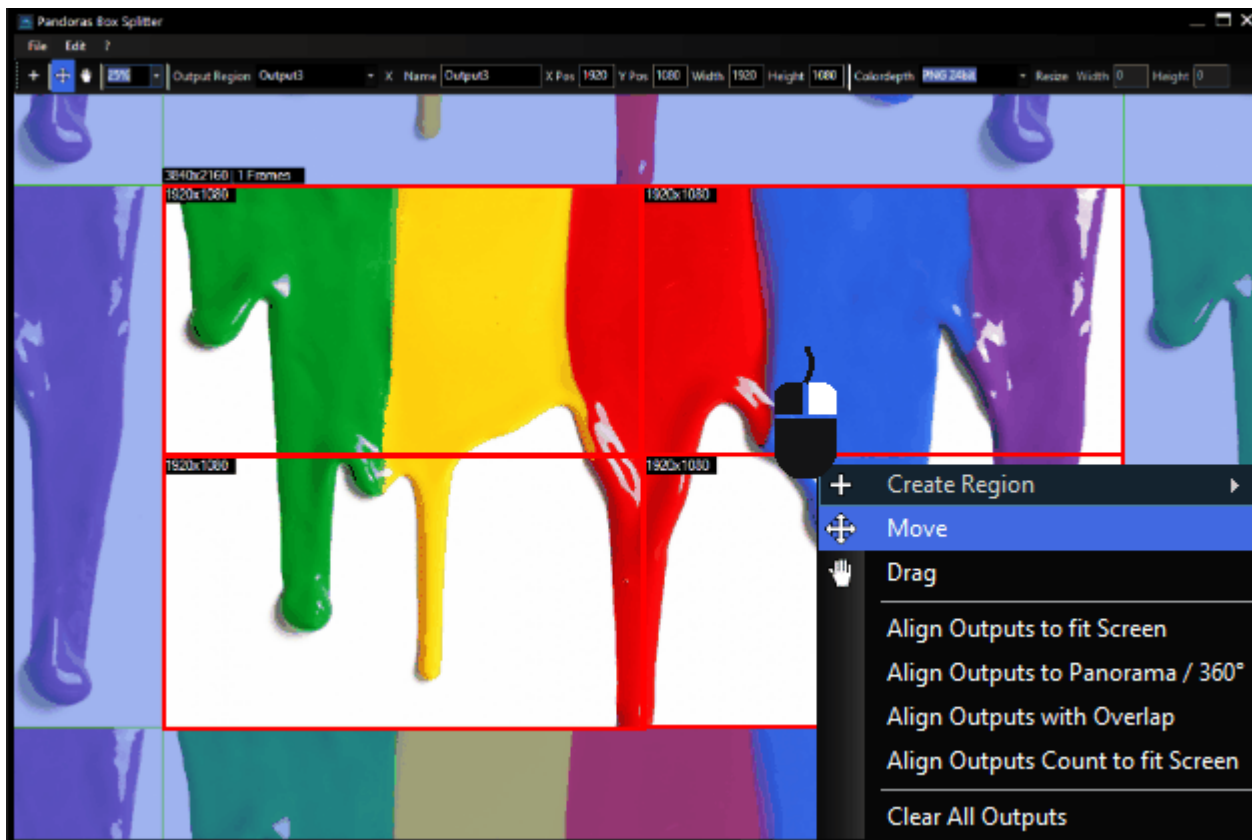 Pandoras Box Splitter
File Edit ?
25% Output Region Output3 X Name Output3 X Pos 1920 Y Pos 1080 Width 1920 Height 1080 Colordepth PNG 24bit Resize Width 0 Height 0
3840x2160 | 1 Frames
1920x1080 1920x1080
1920x1080 1920x1080
Create Region
Move
Drag
Align Outputs to fit Screen
Align Outputs to Panorama / 360°
Align Outputs with Overlap
Align Outputs Count to fit Screen
Clear All Outputs